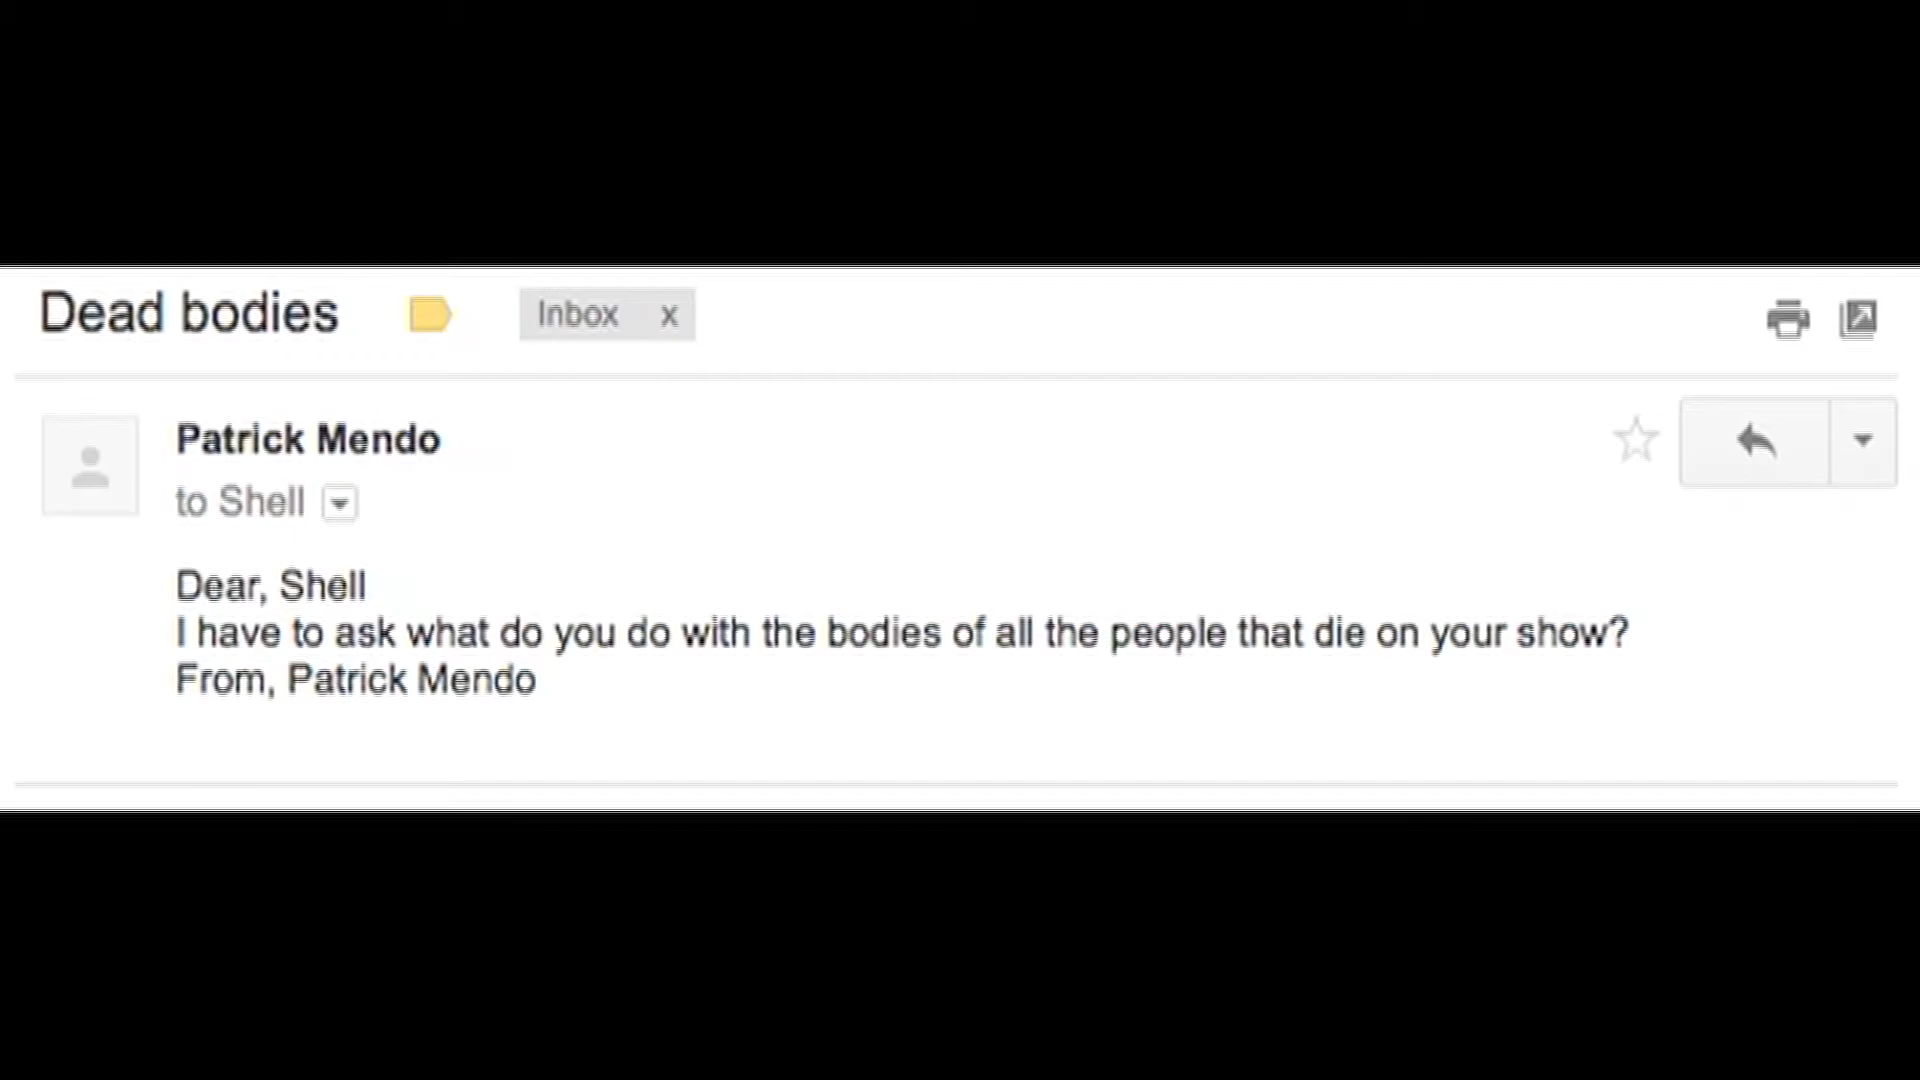 Dead bodies
Inbox x
Patrick Mendo
to Shell
Dear, Shell
I have to ask what do you do with the bodies of all the people that die on your show?
From, Patrick Mendo